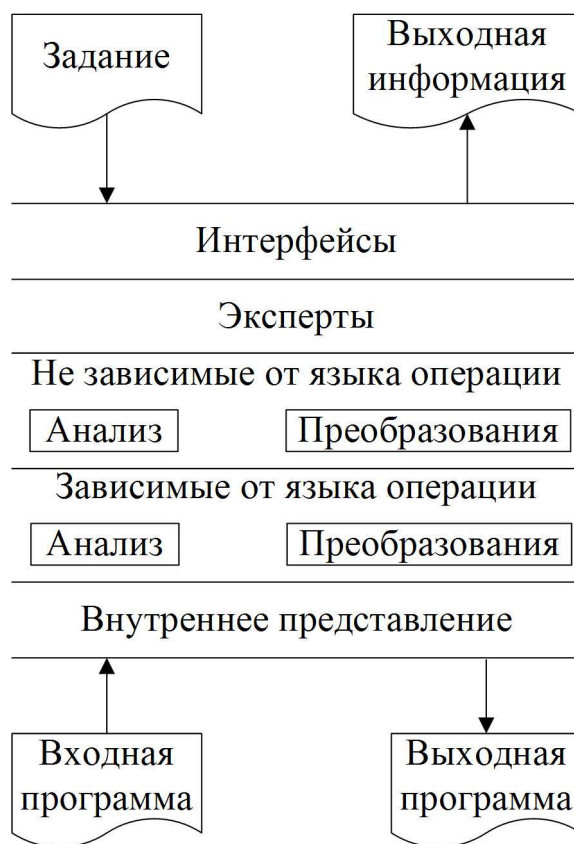 Задание
Выходная
информация
Интерфейсы
Эксперты
Не зависимые от языка операции
Анализ
Преобразования
Зависимые от языка операции
Анализ
Преобразования
Внутреннее представление
Входная
программа
Выходная
программа